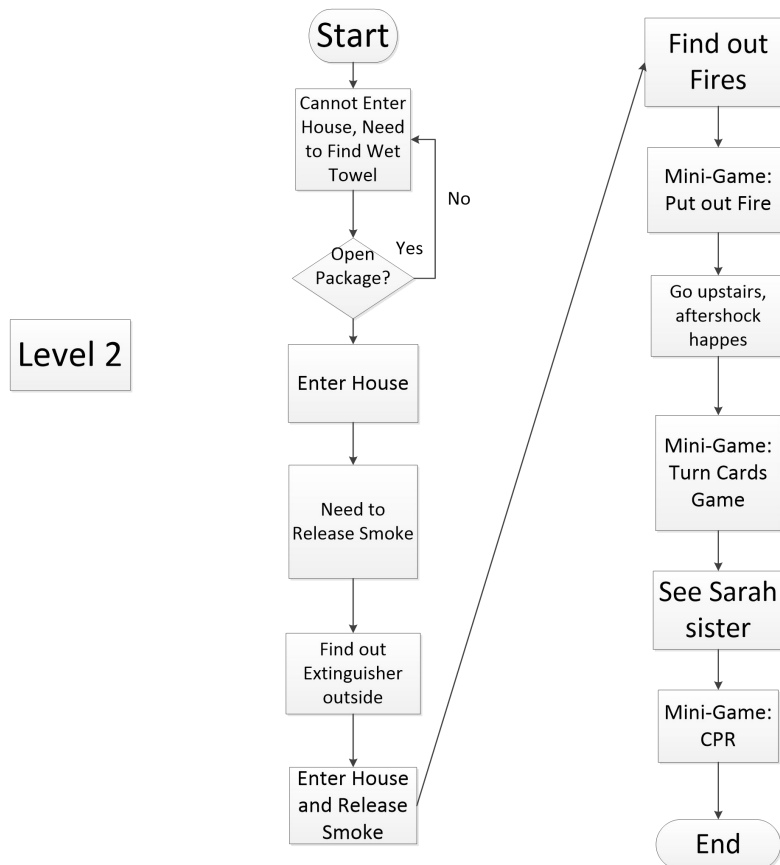 Level 2
Start
Cannot Enter
House, Need
to Find Wet
Towel
No
Yes
Open
Package?
Enter House
Need to
Release Smoke
Find out
Extinguisher
outside
Enter House
and Release
Smoke
Find out
Fires
Mini-Game:
Put out Fire
Go upstairs,
aftershock
happes
Mini-Game:
Turn Cards
Game
See Sarah
sister
Mini-Game:
CPR
End